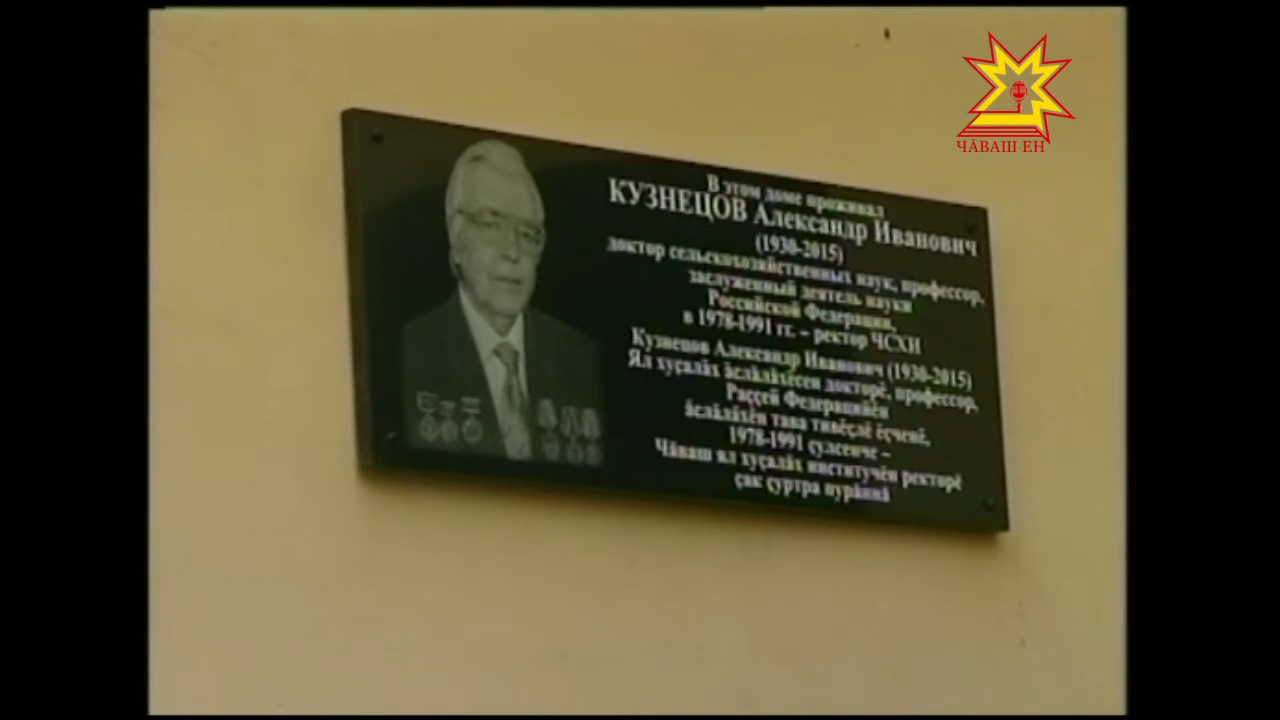 ЧӐВАШ ЕН
В этом доме проживал
КУЗНЕЦОВ Александр Иванович
(1930-2015)
доктор сельскохозяйственных наук, профессор,
заслуженный деятель науки
Российской Федерации,
в 1978-1991 гг. – ректор ЧСХИ
Кузнецов Александр Иванович (1930-2015)
Ял хуҫалӑх ӑслӑлӑхӗсен докторӗ, профессор,
Раҫҫей Федерацийӗн
ӑслӑлӑхӗн тава тивӗҫлӗ ӗҫченӗ,
1978-1991 ҫулсенче –
Чӑваш ял хуҫалӑх институчӗн ректорӗ
ҫак ҫуртра пурӑннӑ